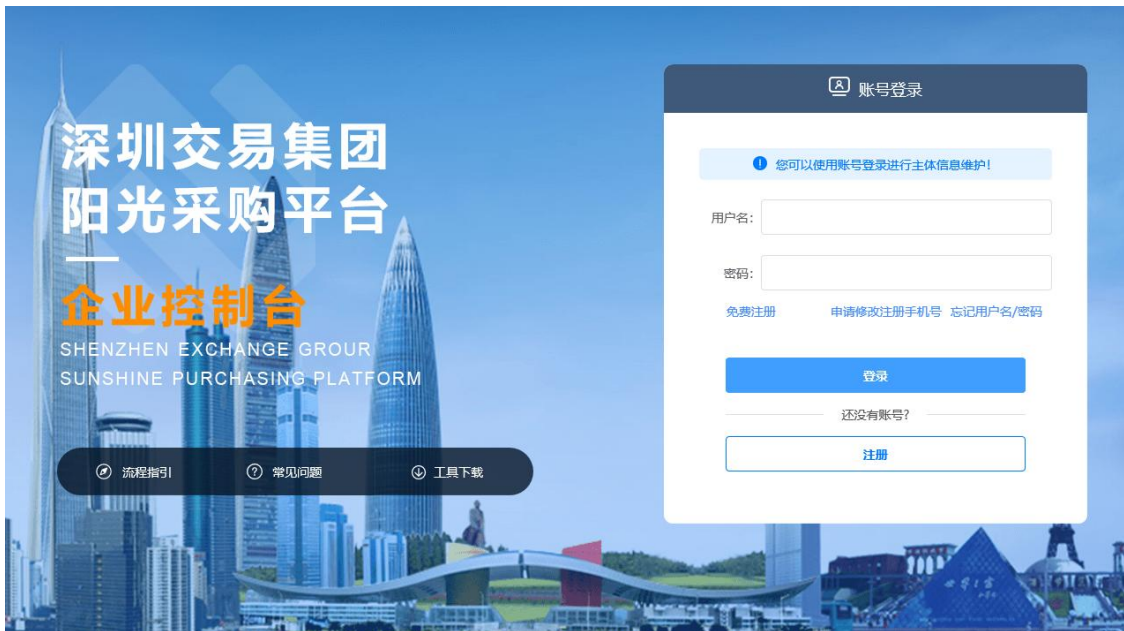 深圳交易集团
阳光采购平台
企业控制台
SHENZHEN EXCHANGE GROUR
SUNSHINE PURCHASING PLATFORM
流程指引
常见问题
工具下载
账号登录
您可以使用账号登录进行主体信息维护!
用户名:
密码:
免费注册
申请修改注册手机号
忘记用户名/密码
登录
还没有账号?
注册
世界之窗